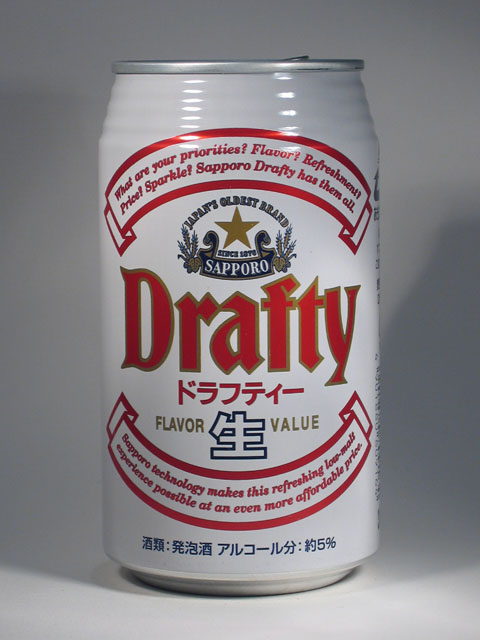 What are your priorities? Flavor? Refreshment?
Price? Sparkle? Sapporo Drafty has them all.
JAPAN'S OLDEST BRAND
SINCE 1876
SAPPORO
Drafty
ドラフティー
FLAVOR 生 VALUE
Sapporo technology makes this refreshing low-malt
experience possible at an even more affordable price.
酒類:発泡酒 アルコール分:約5%